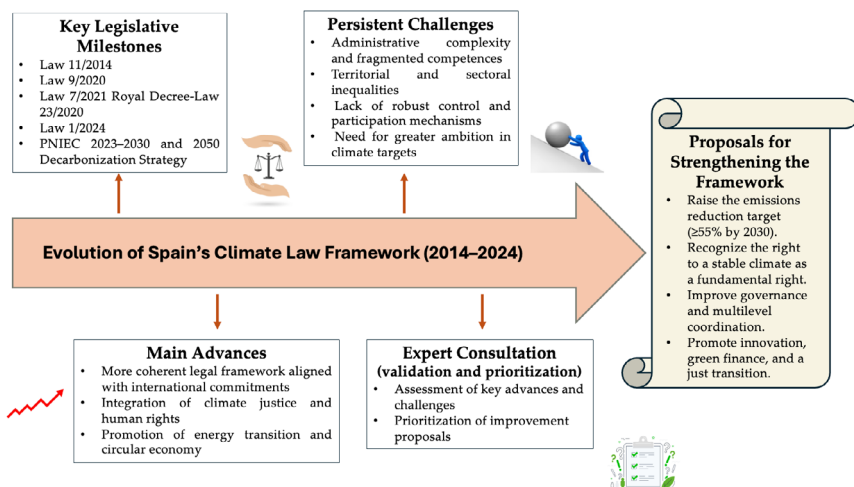 Key Legislative
Milestones
• Law 11/2014
• Law 9/2020
• Law 7/2021 Royal Decree-Law
23/2020
• Law 1/2024
• PNIEC 2023–2030 and 2050
Decarbonization Strategy
Persistent Challenges
• Administrative complexity
and fragmented competences
• Territorial and sectoral
inequalities
• Lack of robust control and
participation mechanisms
• Need for greater ambition in
climate targets
Evolution of Spain's Climate Law Framework (2014–2024)
Main Advances
• More coherent legal framework aligned
with international commitments
• Integration of climate justice and
human rights
• Promotion of energy transition and
circular economy
Expert Consultation
(validation and prioritization)
• Assessment of key advances and
challenges
• Prioritization of improvement
proposals
Proposals for
Strengthening the
Framework
• Raise the emissions
reduction target
(≥55% by 2030).
• Recognize the right
to a stable climate as
a fundamental right.
• Improve governance
and multilevel
coordination.
• Promote innovation,
green finance, and a
just transition.